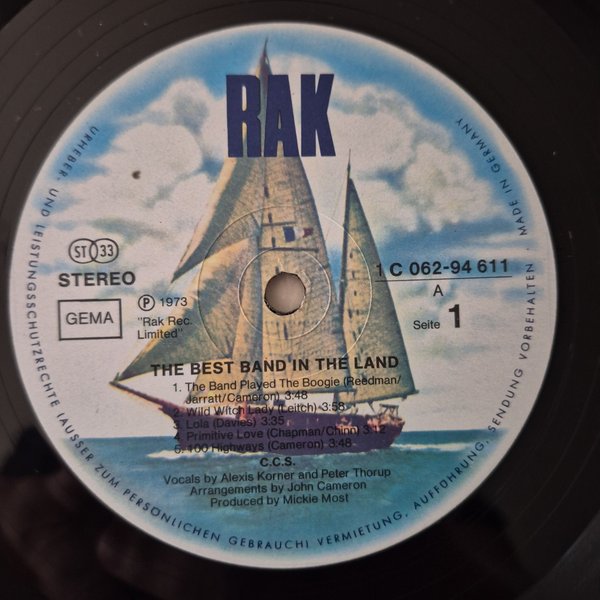 RAK
URHEBER UND LEISTUNGSSCHUTZRECHTE (AUSSER ZUM PERSÖNLICHEN GEBRAUCH) VERMIETUNG, AUFFÜHRUNG, SENDUNG VORBEHALTEN MADE IN GERMANY
ST 33
STEREO
1 C 062-94 611
A
Seite 1
GEMA
Ⓟ 1973
"Rak Rec.
Limited"
THE BEST BAND IN THE LAND
1. The Band Played The Boogie (Reedman/
Jarratt/Cameron) 3:48
2. Wild Witch Lady (Leitch) 3:58
3. Lola (Davies) 3:35
4. Primitive Love (Chapman/Chinn) 3:12
5. 100 Highways (Cameron) 3:48
C.C.S.
Vocals by Alexis Korner and Peter Thorup
Arrangements by John Cameron
Produced by Mickie Most